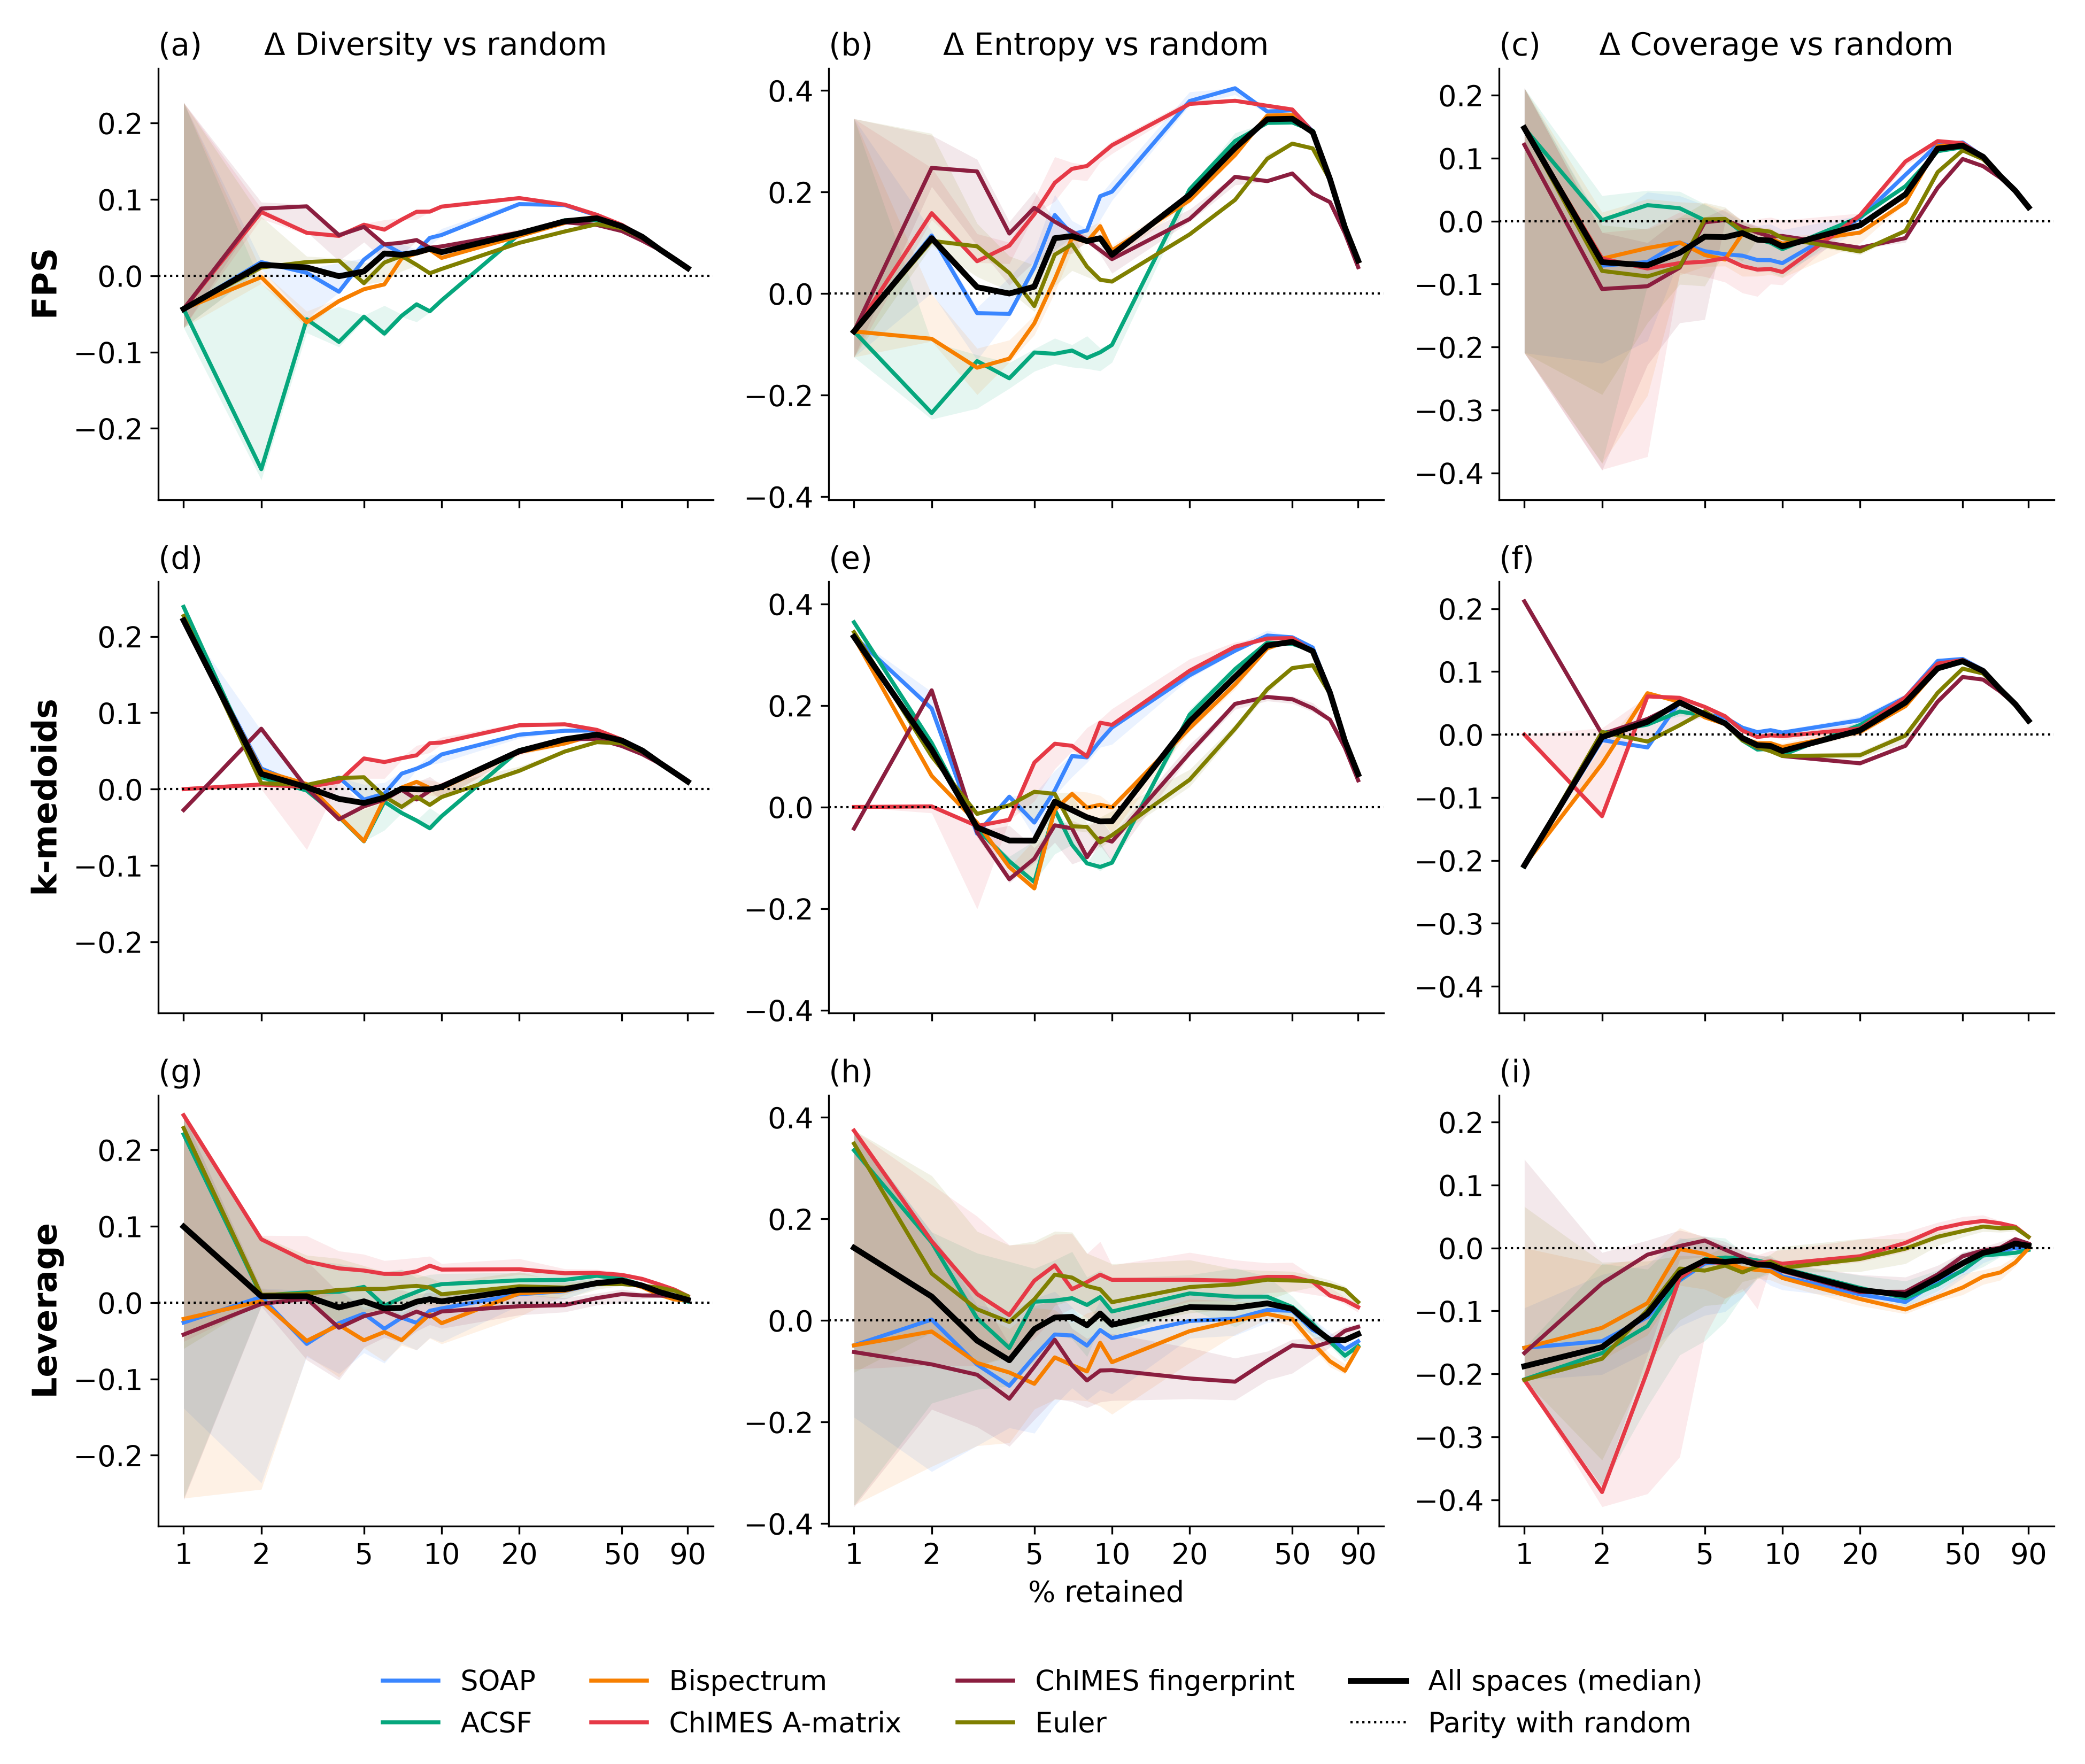 (a) Δ Diversity vs random
(b) Δ Entropy vs random
(c) Δ Coverage vs random
FPS
0.2
0.1
0.0
−0.1
−0.2
0.4
0.2
0.0
−0.2
−0.4
0.2
0.1
0.0
−0.1
−0.2
−0.3
−0.4
(d)
(e)
(f)
k-medoids
0.2
0.1
0.0
−0.1
−0.2
0.4
0.2
0.0
−0.2
−0.4
0.2
0.1
0.0
−0.1
−0.2
−0.3
−0.4
(g)
(h)
(i)
Leverage
0.2
0.1
0.0
−0.1
−0.2
0.4
0.2
0.0
−0.2
−0.4
0.2
0.1
0.0
−0.1
−0.2
−0.3
−0.4
1 2 5 10 20 50 90
1 2 5 10 20 50 90
1 2 5 10 20 50 90
% retained
SOAP
Bispectrum
ChIMES fingerprint
All spaces (median)
ACSF
ChIMES A-matrix
Euler
Parity with random